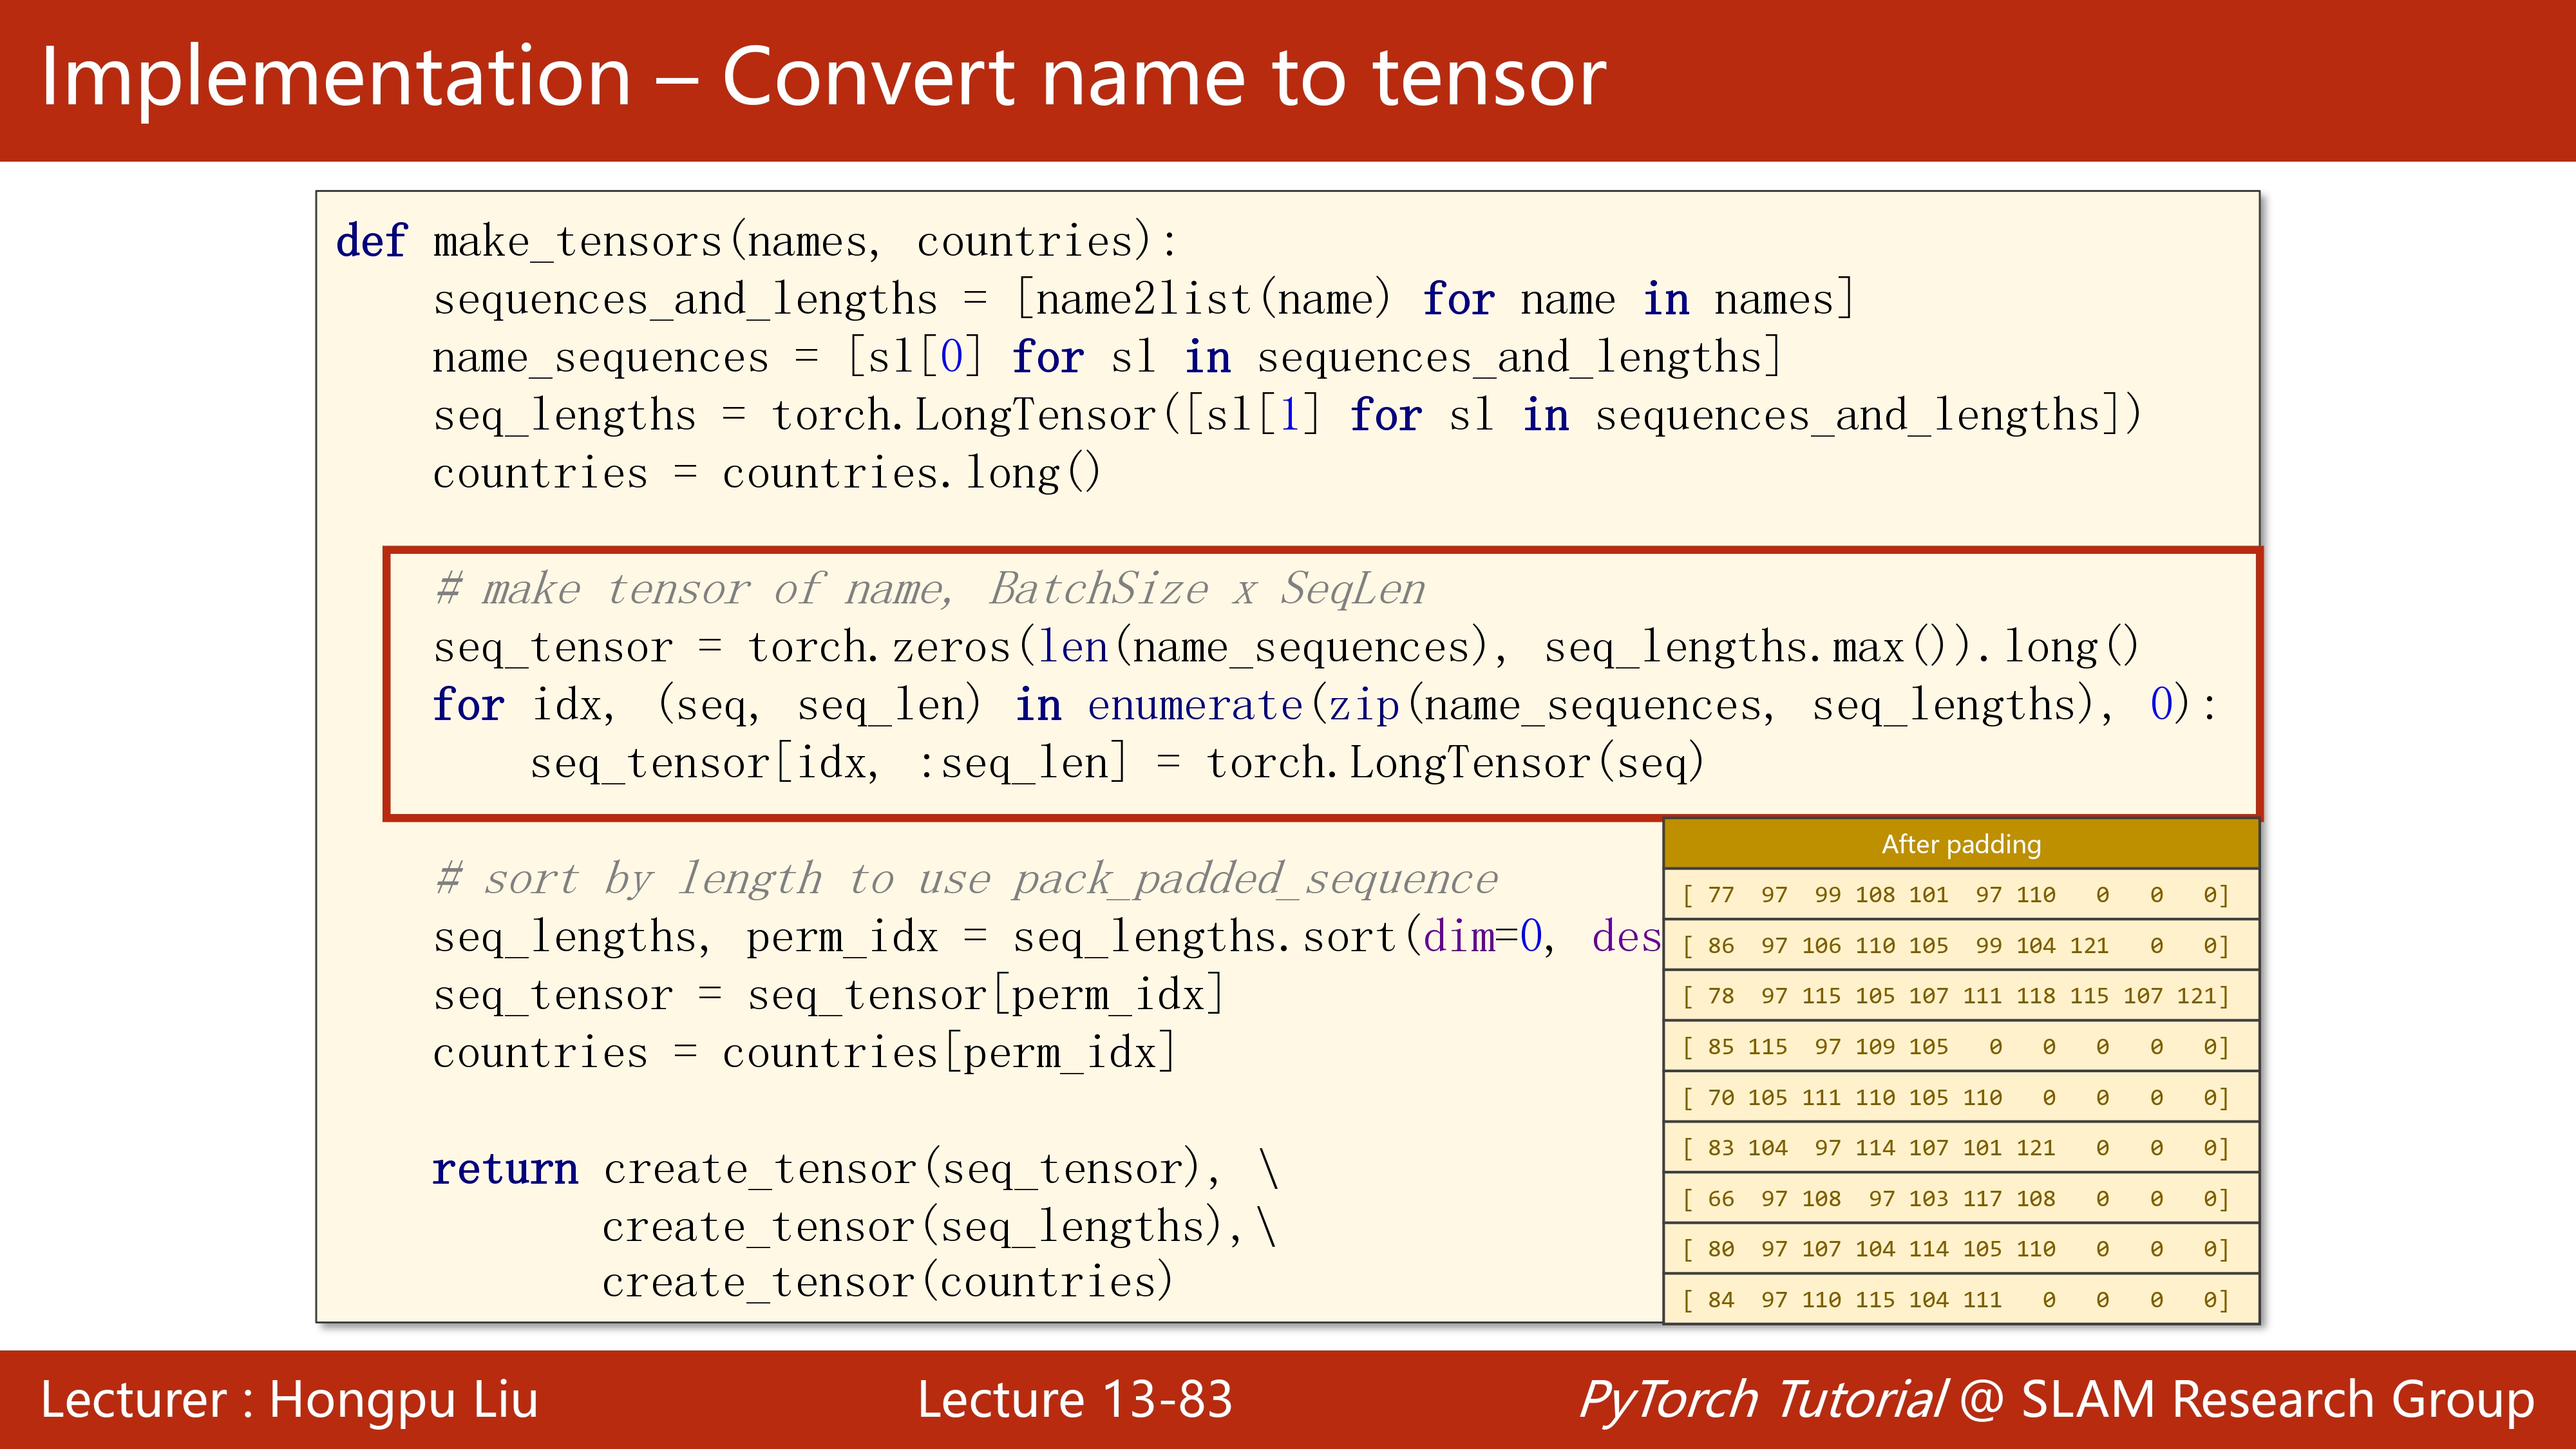 Implementation – Convert name to tensor
def make_tensors(names, countries):
    sequences_and_lengths = [name2list(name) for name in names]
    name_sequences = [sl[0] for sl in sequences_and_lengths]
    seq_lengths = torch.LongTensor([sl[1] for sl in sequences_and_lengths])
    countries = countries.long()
    # make tensor of name, BatchSize x SeqLen
    seq_tensor = torch.zeros(len(name_sequences), seq_lengths.max()).long()
    for idx, (seq, seq_len) in enumerate(zip(name_sequences, seq_lengths), 0):
        seq_tensor[idx, :seq_len] = torch.LongTensor(seq)
    # sort by length to use pack_padded_sequence
    seq_lengths, perm_idx = seq_lengths.sort(dim=0, des
    seq_tensor = seq_tensor[perm_idx]
    countries = countries[perm_idx]
    return create_tensor(seq_tensor), \
           create_tensor(seq_lengths),\
           create_tensor(countries)
After padding
[ 77  97  99 108 101  97 110   0   0   0]
[ 86  97 106 110 105  99 104 121   0   0]
[ 78  97 115 105 107 111 118 115 107 121]
[ 85 115  97 109 105   0   0   0   0   0]
[ 70 105 111 110 105 110   0   0   0   0]
[ 83 104  97 114 107 101 121   0   0   0]
[ 66  97 108  97 103 117 108   0   0   0]
[ 80  97 107 104 114 105 110   0   0   0]
[ 84  97 110 115 104 111   0   0   0   0]
Lecturer : Hongpu Liu
Lecture 13-83
PyTorch Tutorial @ SLAM Research Group